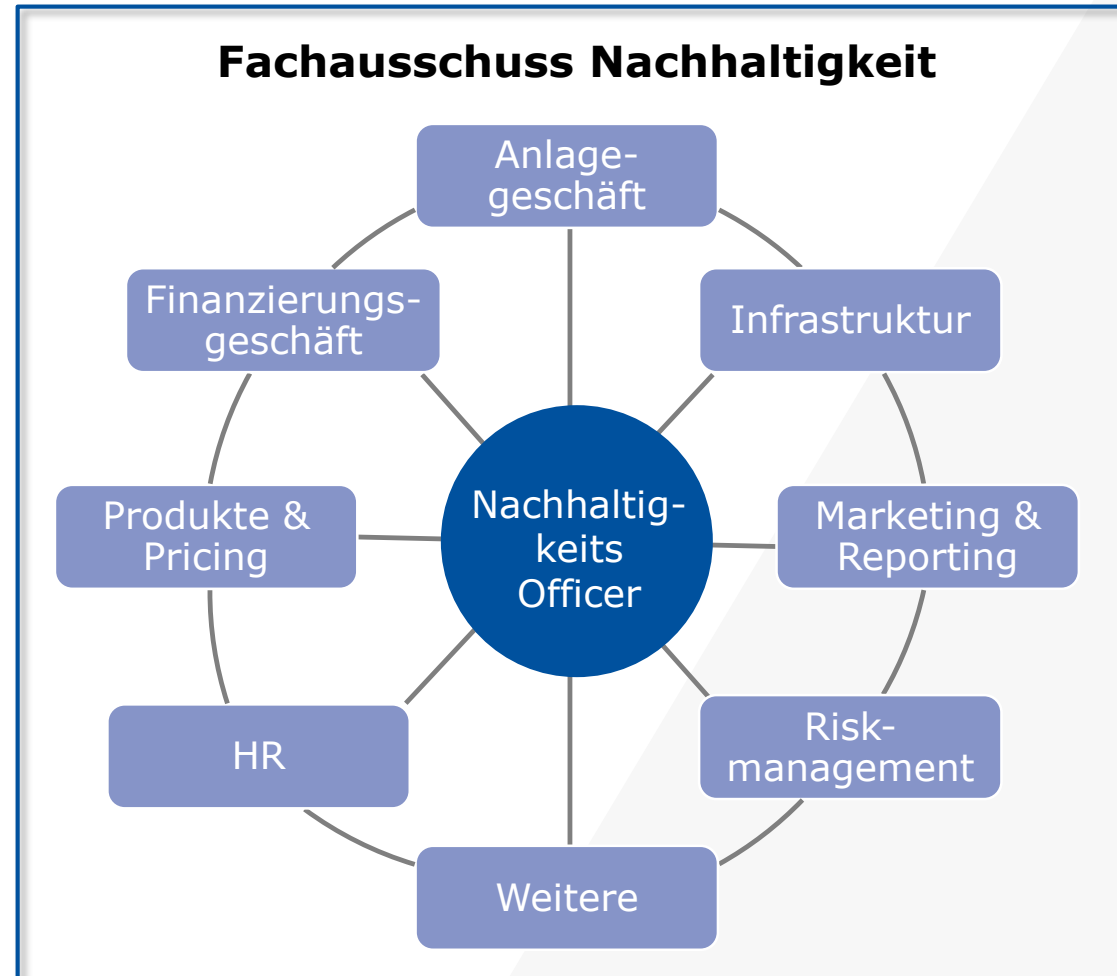 Fachausschuss Nachhaltigkeit
Anlage-
geschäft
Finanzierungs-
geschäft
Infrastruktur
Produkte &
Pricing
Nachhaltig-
keits
Officer
Marketing &
Reporting
HR
Risk-
management
Weitere